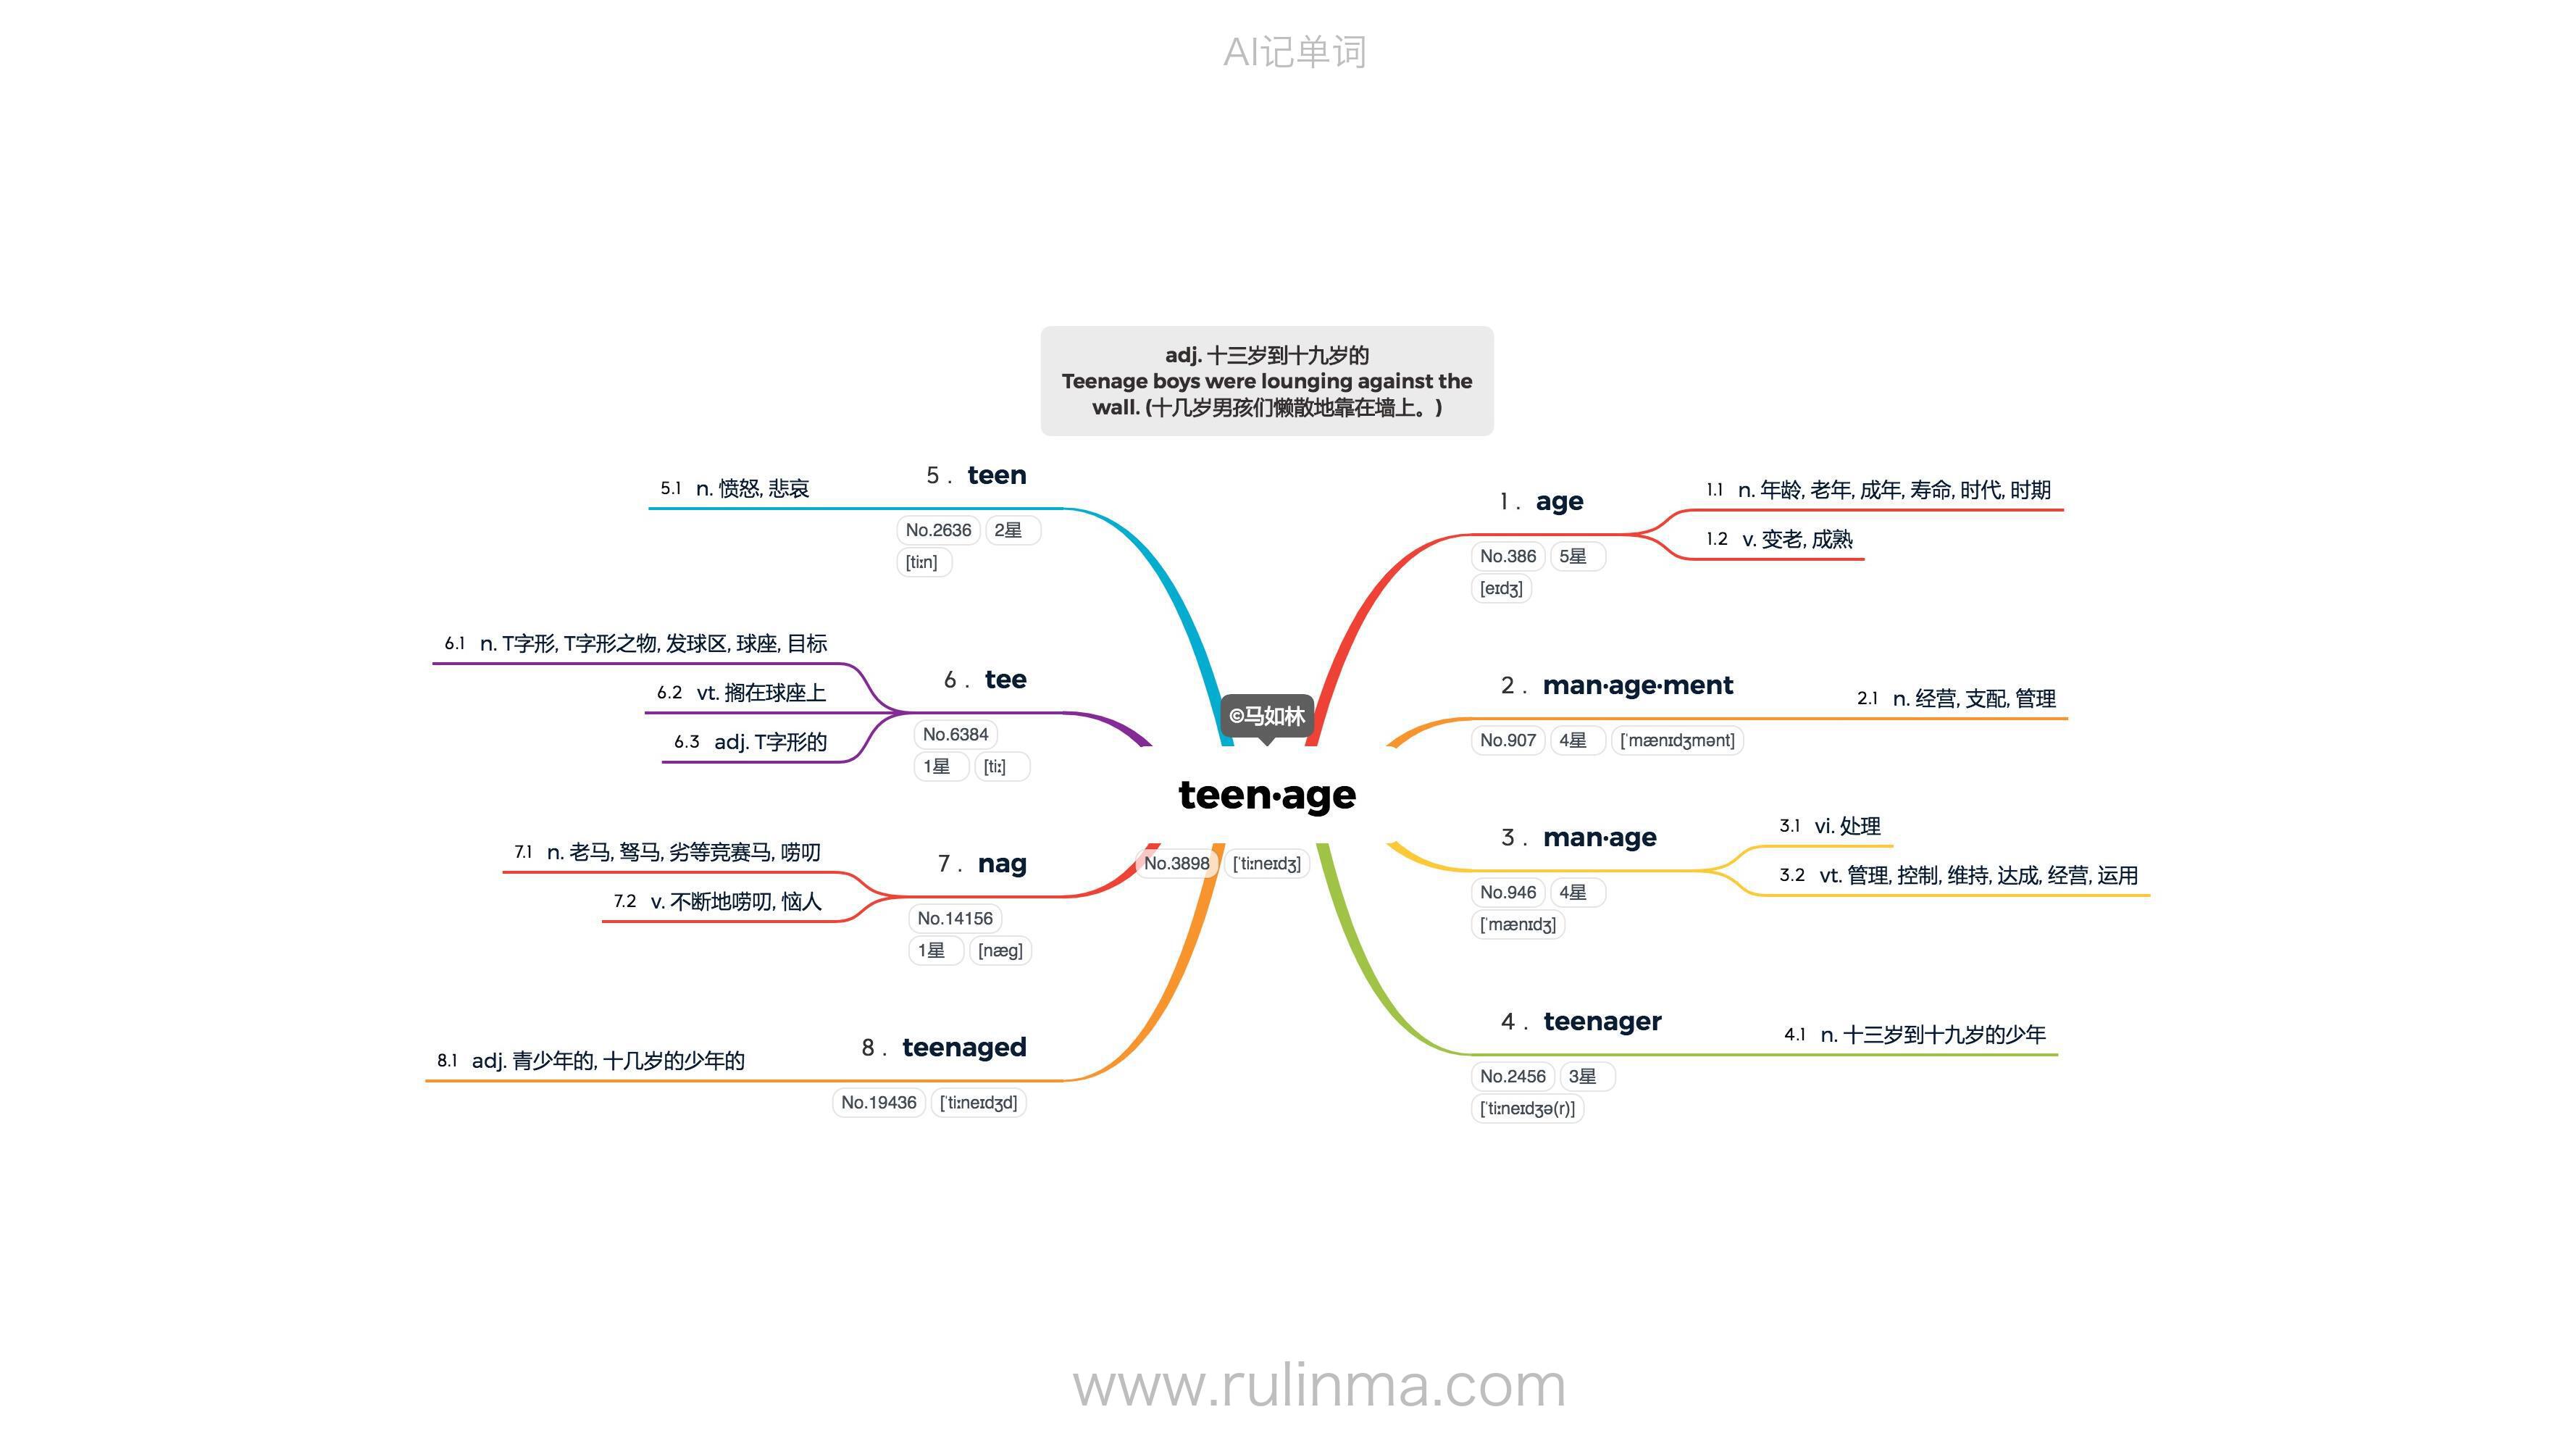 AI记单词
adj. 十三岁到十九岁的
Teenage boys were lounging against the
wall. (十几岁男孩们懒散地靠在墙上。)
©马如林
teen·age
No.3898 [ˈtiːneɪdʒ]
1. age
No.386 5星
[eɪdʒ]
1.1 n. 年龄, 老年, 成年, 寿命, 时代, 时期
1.2 v. 变老, 成熟
2. man·age·ment
No.907 4星 [ˈmænɪdʒmənt]
2.1 n. 经营, 支配, 管理
3. man·age
No.946 4星
[ˈmænɪdʒ]
3.1 vi. 处理
3.2 vt. 管理, 控制, 维持, 达成, 经营, 运用
4. teenager
No.2456 3星
[ˈtiːneɪdʒə(r)]
4.1 n. 十三岁到十九岁的少年
5. teen
No.2636 2星
[tiːn]
5.1 n. 愤怒, 悲哀
6. tee
No.6384
1星 [tiː]
6.1 n. T字形, T字形之物, 发球区, 球座, 目标
6.2 vt. 搁在球座上
6.3 adj. T字形的
7. nag
No.14156
1星 [næg]
7.1 n. 老马, 驽马, 劣等竞赛马, 唠叨
7.2 v. 不断地唠叨, 恼人
8. teenaged
No.19436 [ˈtiːneɪdʒd]
8.1 adj. 青少年的, 十几岁的少年的
www.rulinma.com